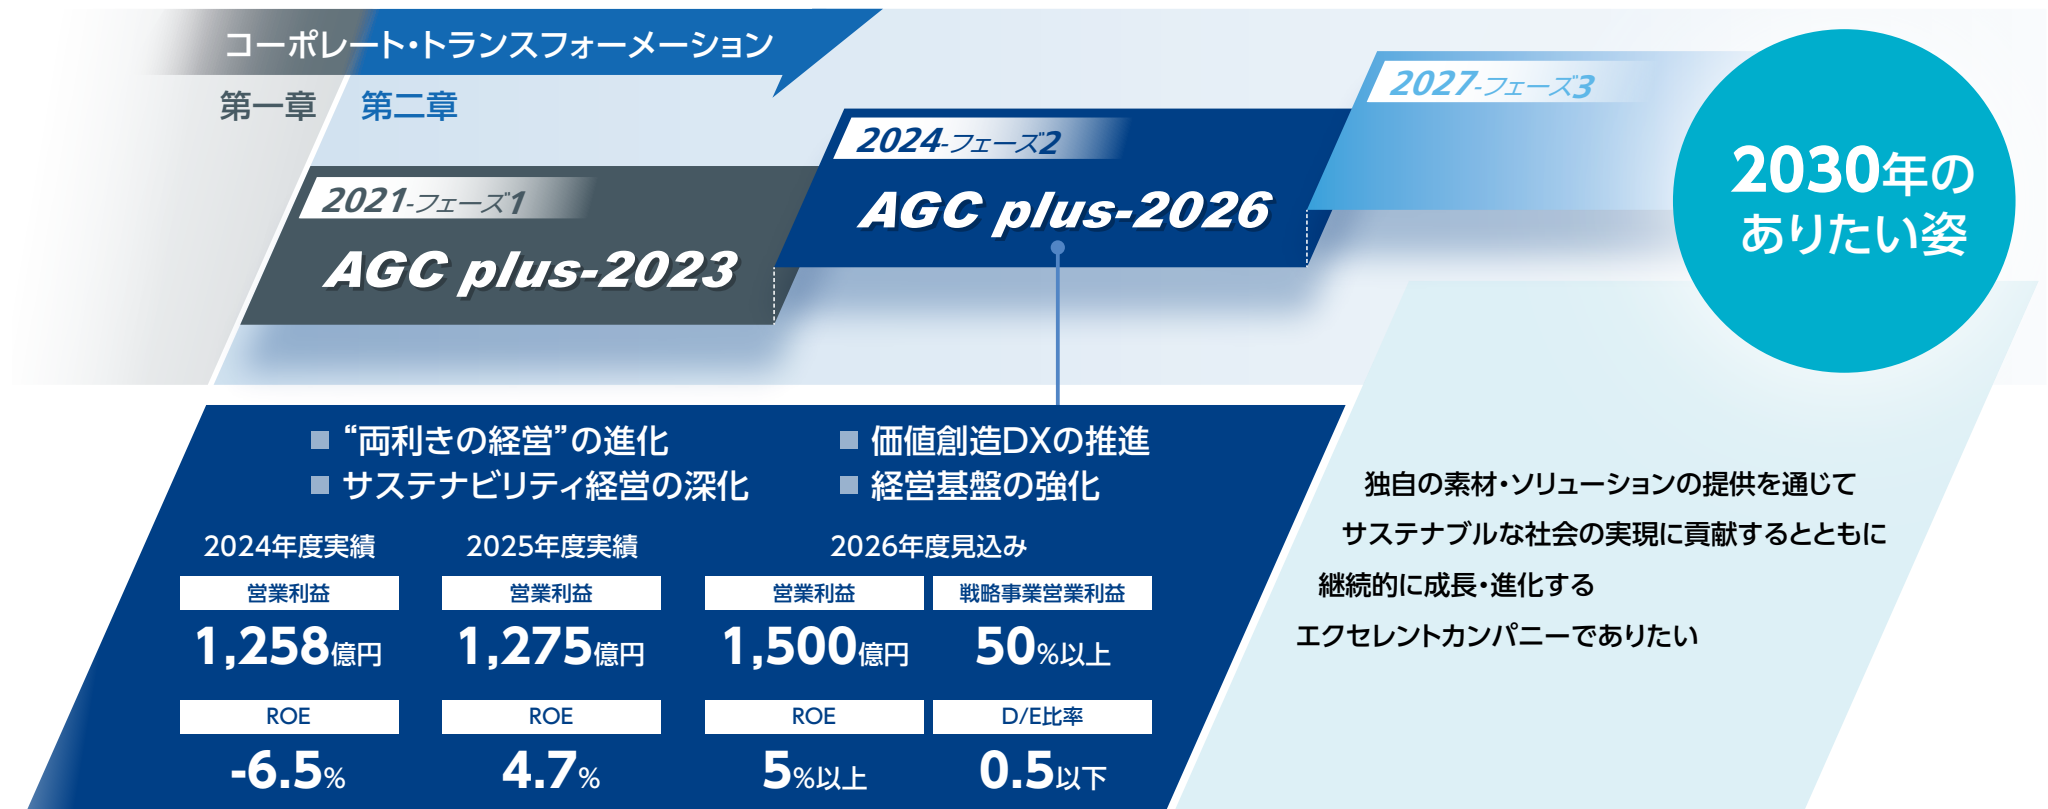 コーポレート・トランスフォーメーション
第一章
第二章
2021-フェーズ1
AGC plus-2023
2024-フェーズ2
AGC plus-2026
2027-フェーズ3
2030年の
ありたい姿
“両利きの経営”の進化
サステナビリティ経営の深化
価値創造DXの推進
経営基盤の強化
2024年度実績
営業利益
1,258億円
ROE
-6.5%
2025年度実績
営業利益
1,275億円
ROE
4.7%
2026年度見込み
営業利益
1,500億円
戦略事業営業利益
50%以上
ROE
5%以上
D/E比率
0.5以下
独自の素材・ソリューションの提供を通じて
サステナブルな社会の実現に貢献するとともに
継続的に成長・進化する
エクセレントカンパニーでありたい